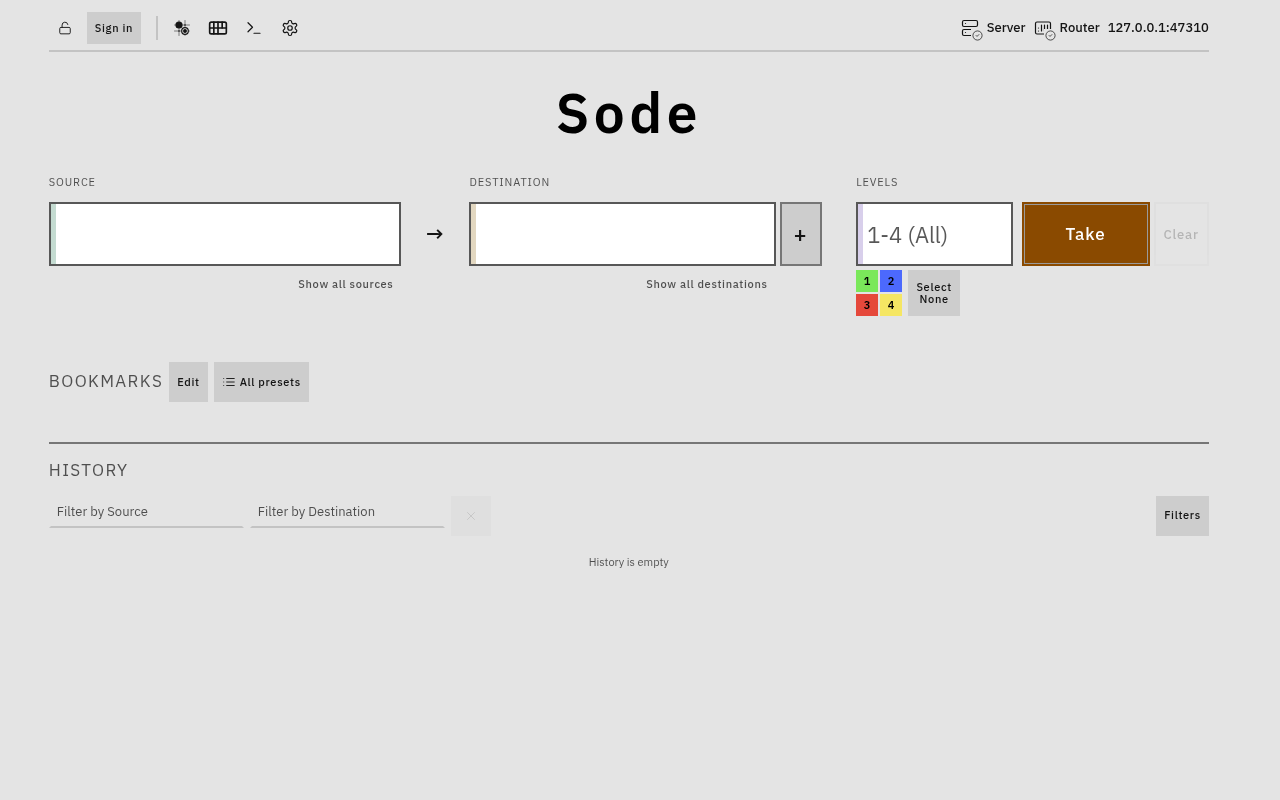 Sign in
Server
Router
127.0.0.1:47310
Sode
SOURCE
DESTINATION
LEVELS
→
+
1-4 (All)
Take
Clear
Show all sources
Show all destinations
1
2
3
4
Select
None
BOOKMARKS
Edit
All presets
HISTORY
Filter by Source
Filter by Destination
Filters
History is empty